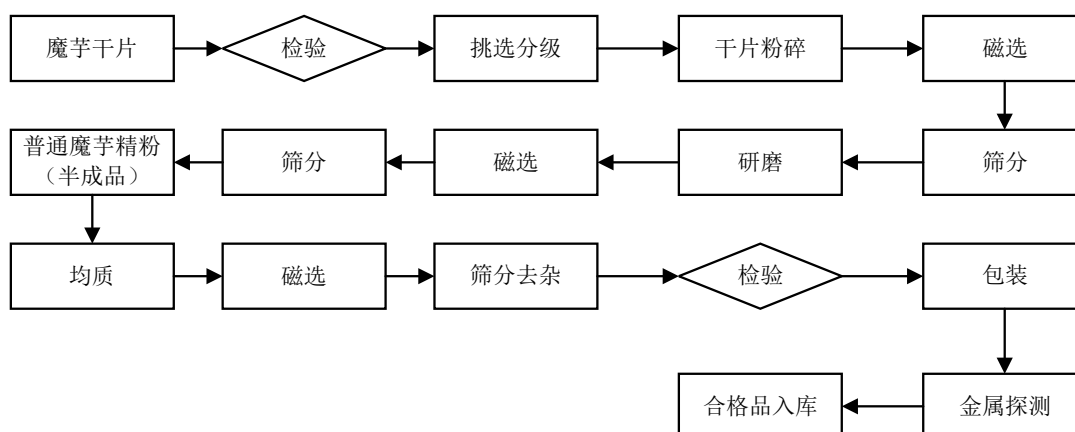 魔芋干片
检验
挑选分级
干片粉碎
磁选
筛分
研磨
磁选
筛分
普通魔芋精粉
（半成品）
均质
磁选
筛分去杂
检验
包装
金属探测
合格品入库